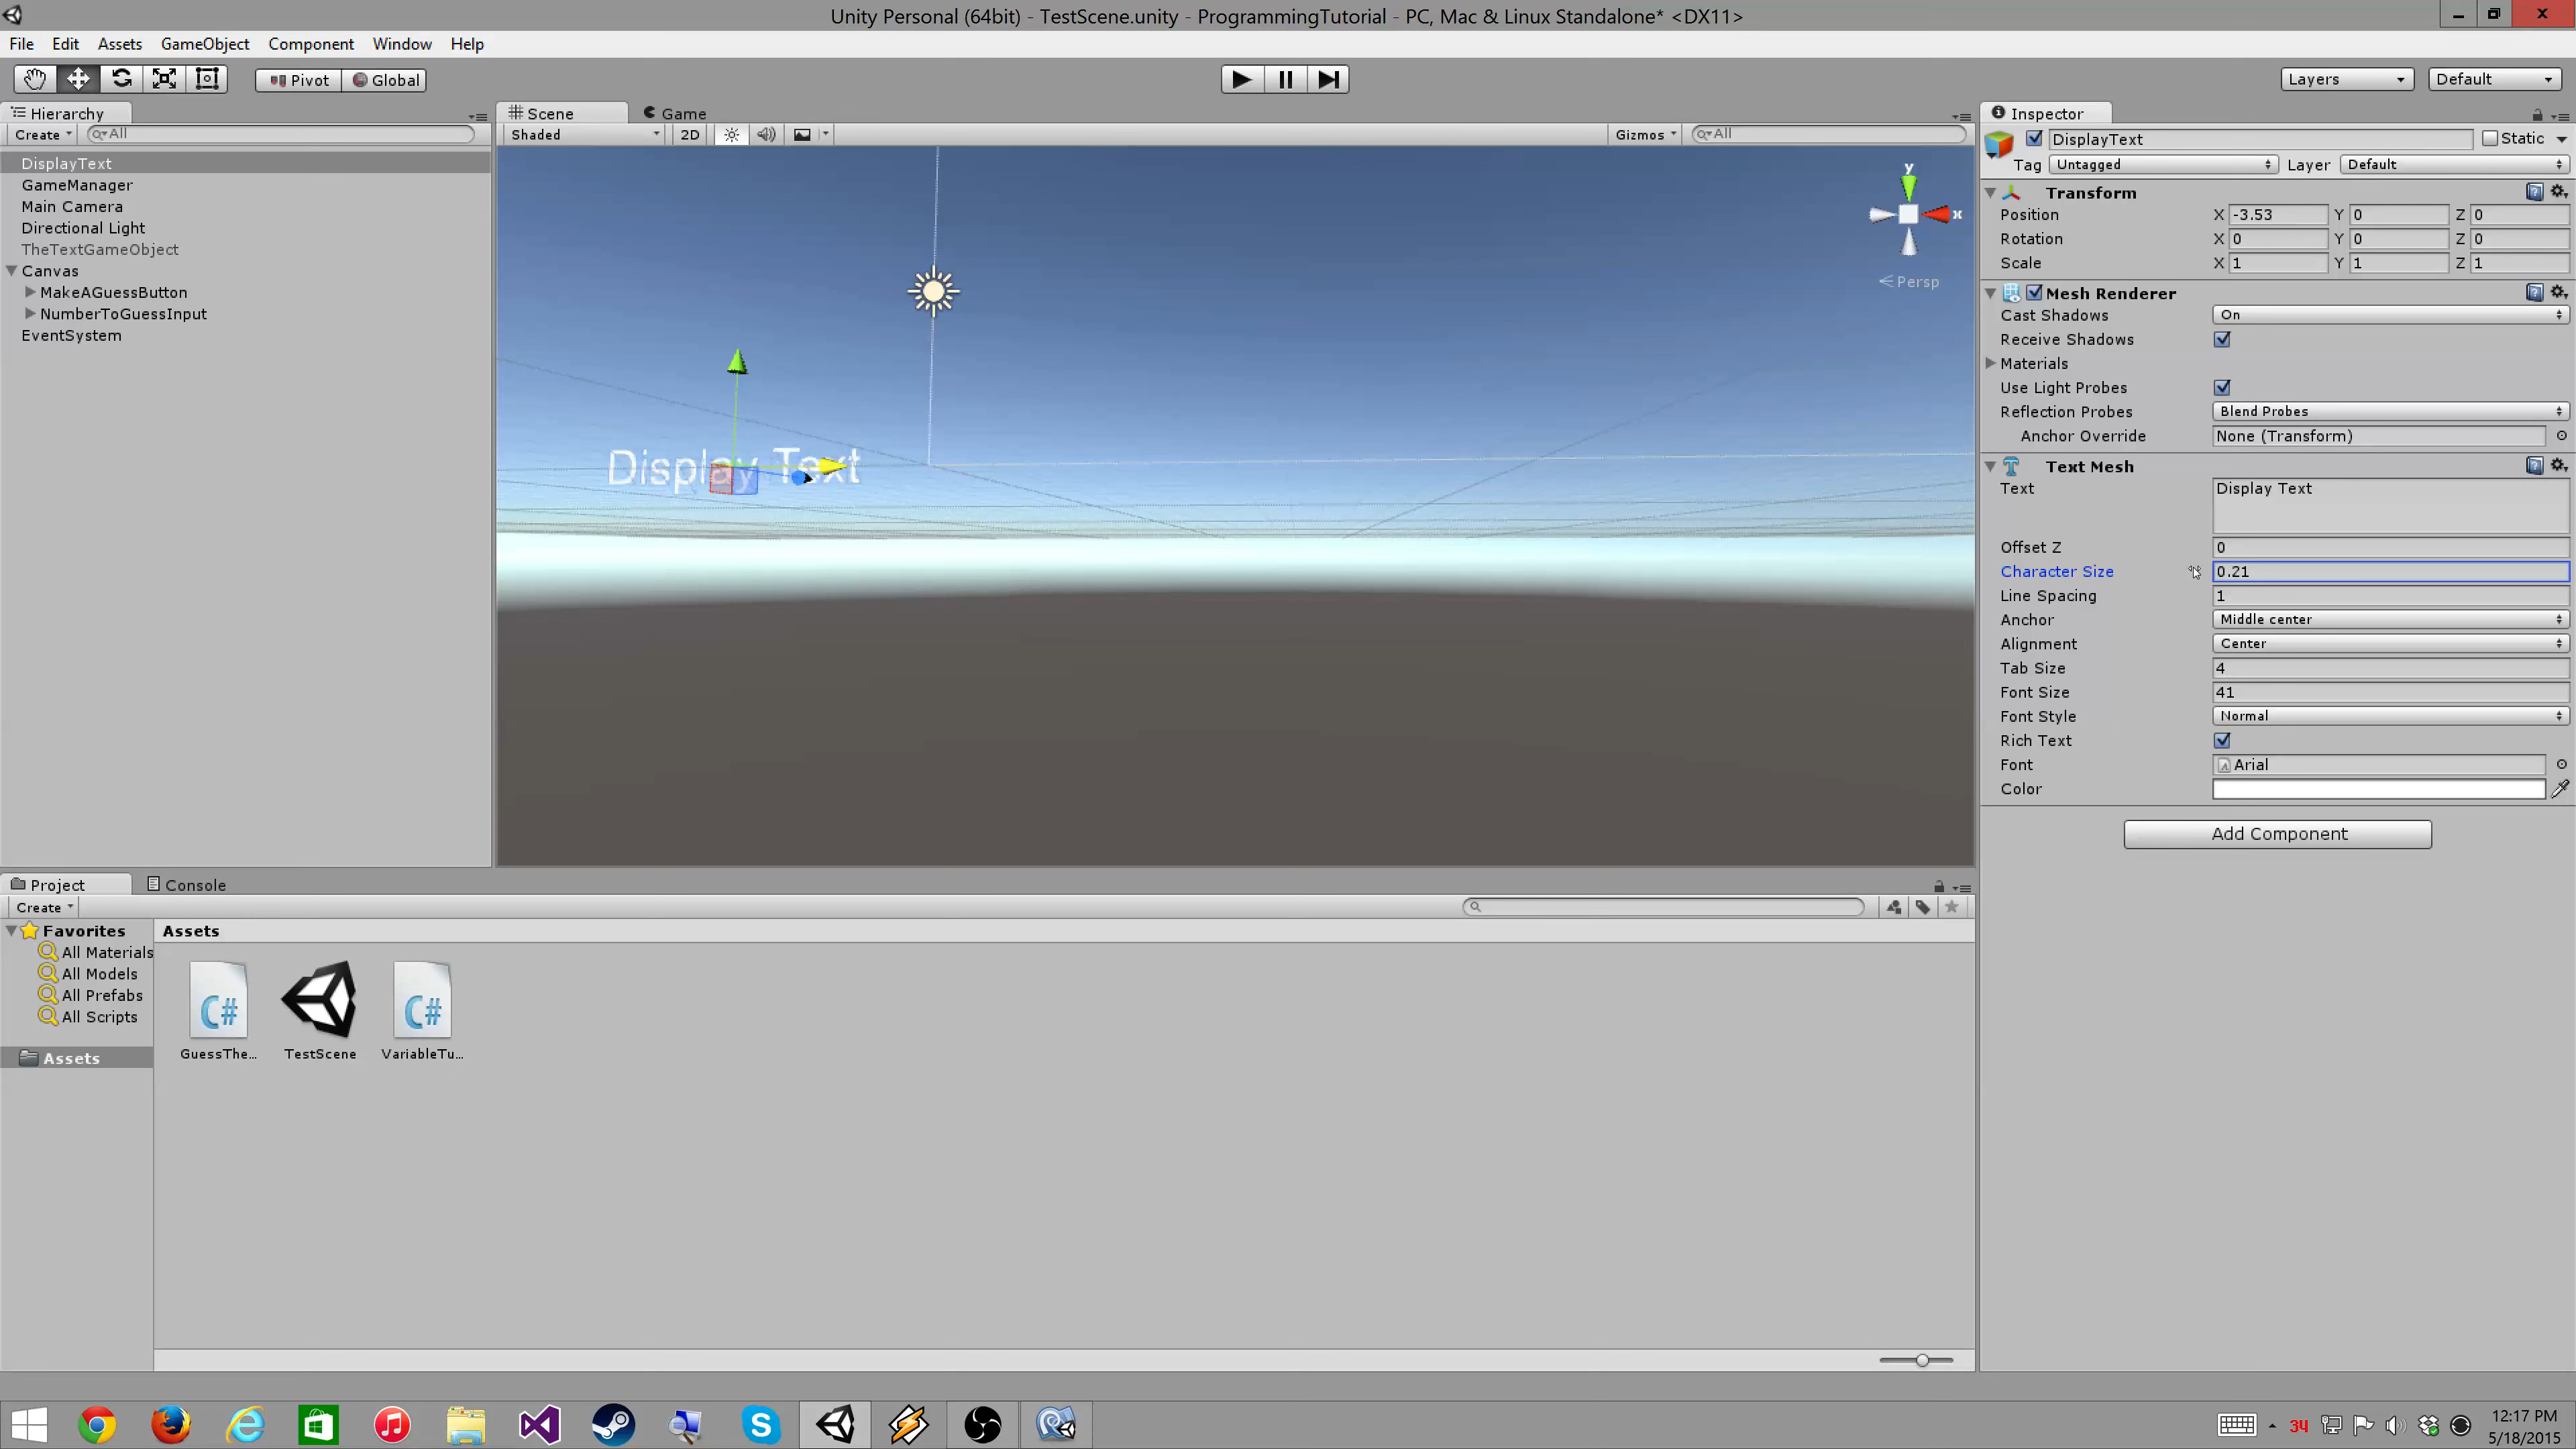 Unity Personal (64bit) - TestScene.unity - ProgrammingTutorial - PC, Mac & Linux Standalone* <DX11>
File Edit Assets GameObject Component Window Help
Pivot Global Layers Default
Hierarchy
Create All
DisplayText
GameManager
Main Camera
Directional Light
TheTextGameObject
Canvas
MakeAGuessButton
NumberToGuessInput
EventSystem
Scene Game
Shaded 2D Gizmos All
y
x
Persp
Display Text
Inspector
DisplayText Static
Tag Untagged Layer Default
Transform
Position X -3.53 Y 0 Z 0
Rotation X 0 Y 0 Z 0
Scale X 1 Y 1 Z 1
Mesh Renderer
Cast Shadows On
Receive Shadows
Materials
Use Light Probes
Reflection Probes Blend Probes
Anchor Override None (Transform)
Text Mesh
Text Display Text
Offset Z 0
Character Size 0.21
Line Spacing 1
Anchor Middle center
Alignment Center
Tab Size 4
Font Size 41
Font Style Normal
Rich Text
Font Arial
Color
Add Component
Project Console
Create
Favorites
All Materials
All Models
All Prefabs
All Scripts
Assets
Assets
C# C#
GuessThe... TestScene VariableTu...
34
12:17 PM
5/18/2015